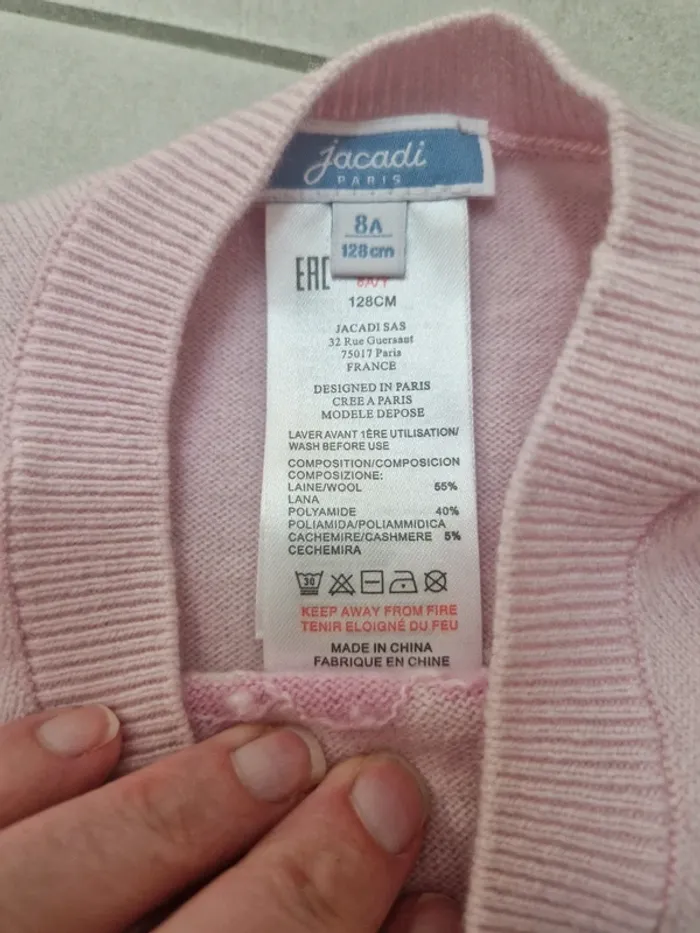 jacadi
PARIS
8A
128cm
EAC
8A/Y
128CM
JACADI SAS
32 Rue Guersant
75017 Paris
FRANCE
DESIGNED IN PARIS
CREE A PARIS
MODELE DEPOSE
LAVER AVANT 1ÈRE UTILISATION/
WASH BEFORE USE
COMPOSITION/COMPOSICION
COMPOSIZIONE:
LAINE/WOOL 55%
LANA
POLYAMIDE 40%
POLIAMIDA/POLIAMMIDICA
CACHEMIRE/CASHMERE 5%
CECHEMIRA
30
KEEP AWAY FROM FIRE
TENIR ELOIGNÉ DU FEU
MADE IN CHINA
FABRIQUE EN CHINE